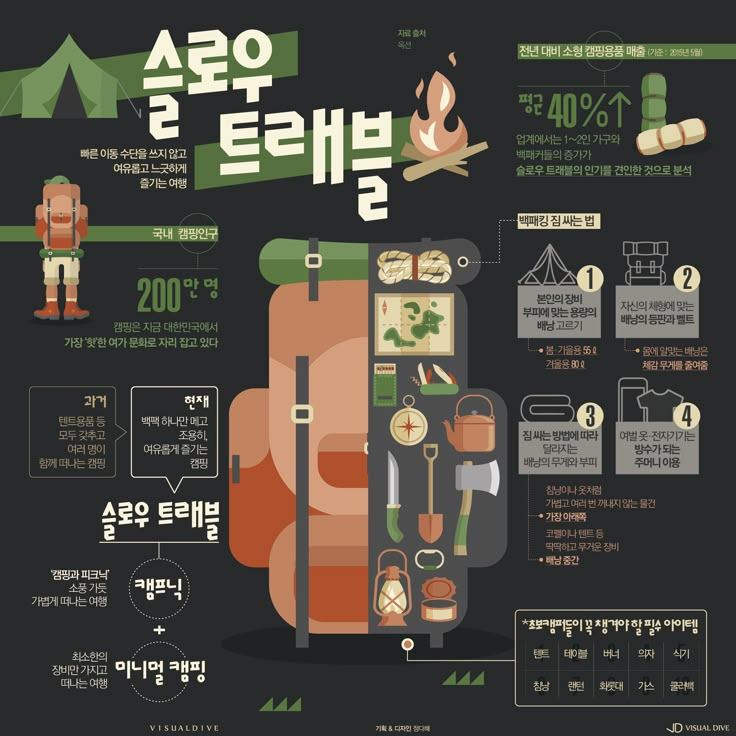 슬로우
트래블
빠른 이동 수단을 쓰지 않고
여유롭고 느긋하게
즐기는 여행
자료 출처
옥션
전년 대비 소형 캠핑용품 매출 (기준 : 2015년 5월)
평균 40%↑
업계에서는 1~2인 가구와
백패커들의 증가가
슬로우 트래블의 인기를 견인한 것으로 분석
국내 캠핑인구
200만 명
캠핑은 지금 대한민국에서
가장 '핫'한 여가 문화로 자리 잡고 있다
과거
텐트용품 등
모두 갖추고
여러 명이
함께 떠나는 캠핑
현재
백팩 하나만 메고
조용히,
여유롭게 즐기는
캠핑
슬로우 트래블
'캠핑과 피크닉'
소풍 가듯
가볍게 떠나는 여행
캠프닉
+
최소한의
장비만 가지고
떠나는 여행
미니멀 캠핑
백패킹 짐 싸는 법
1
본인의 장비
부피에 맞는 용량의
배낭 고르기
봄·가을용 55ℓ
겨울용 80ℓ
2
자신의 체형에 맞는
배낭의 등판과 벨트
몸에 알맞는 배낭은
체감 무게를 줄여줌
3
짐 싸는 방법에 따라
달라지는
배낭의 무게와 부피
침낭이나 옷처럼
가볍고 여러 번 꺼내지 않는 물건
가장 아래쪽
코펠이나 텐트 등
딱딱하고 무거운 장비
배낭 중간
4
여벌 옷·전자기기는
방수가 되는
주머니 이용
*초보캠퍼들이 꼭 챙겨야 할 필수 아이템
텐트 테이블 버너 의자 식기
침낭 랜턴 화롯대 가스 쿨러백
VISUALDIVE
기획 & 디자인 정다해
VISUAL DIVE